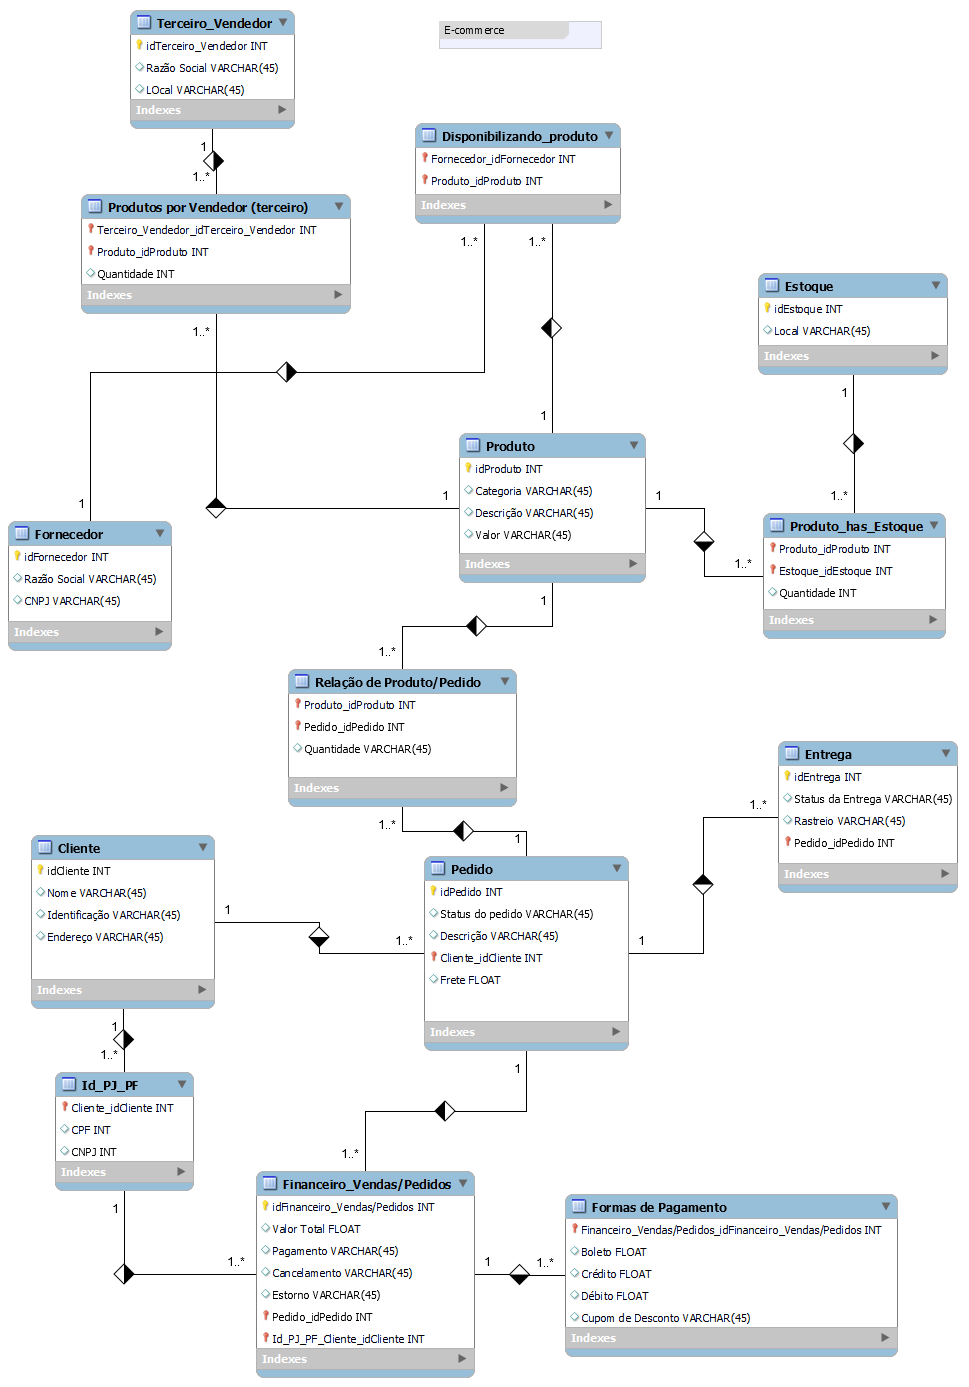 Terceiro_Vendedor
idTerceiro_Vendedor INT
Razão Social VARCHAR(45)
LOcal VARCHAR(45)
Indexes
E-commerce
1
1..*
Disponibilizando_produto
Fornecedor_idFornecedor INT
Produto_idProduto INT
Indexes
Produtos por Vendedor (terceiro)
Terceiro_Vendedor_idTerceiro_Vendedor INT
Produto_idProduto INT
Quantidade INT
Indexes
1..*
1..*
1..*
Estoque
idEstoque INT
Local VARCHAR(45)
Indexes
1
1..*
1
1
Produto
idProduto INT
Categoria VARCHAR(45)
Descrição VARCHAR(45)
Valor VARCHAR(45)
Indexes
1
1
1..*
Fornecedor
idFornecedor INT
Razão Social VARCHAR(45)
CNPJ VARCHAR(45)
Indexes
Produto_has_Estoque
Produto_idProduto INT
Estoque_idEstoque INT
Quantidade INT
Indexes
1
1..*
Relação de Produto/Pedido
Produto_idProduto INT
Pedido_idPedido INT
Quantidade VARCHAR(45)
Indexes
1..*
1
Entrega
idEntrega INT
Status da Entrega VARCHAR(45)
Rastreio VARCHAR(45)
Pedido_idPedido INT
Indexes
1..*
1
Cliente
idCliente INT
Nome VARCHAR(45)
Identificação VARCHAR(45)
Endereço VARCHAR(45)
Indexes
1
1..*
Pedido
idPedido INT
Status do pedido VARCHAR(45)
Descrição VARCHAR(45)
Cliente_idCliente INT
Frete FLOAT
Indexes
1
1..*
1
1..*
Id_PJ_PF
Cliente_idCliente INT
CPF INT
CNPJ INT
Indexes
1
1..*
Financeiro_Vendas/Pedidos
idFinanceiro_Vendas/Pedidos INT
Valor Total FLOAT
Pagamento VARCHAR(45)
Cancelamento VARCHAR(45)
Estorno VARCHAR(45)
Pedido_idPedido INT
Id_PJ_PF_Cliente_idCliente INT
Indexes
1
1..*
Formas de Pagamento
Financeiro_Vendas/Pedidos_idFinanceiro_Vendas/Pedidos INT
Boleto FLOAT
Crédito FLOAT
Débito FLOAT
Cupom de Desconto VARCHAR(45)
Indexes